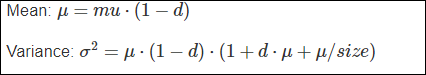 Mean: μ = mu · (1 − d)
Variance: σ² = μ · (1 − d) · (1 + d · μ + μ/size)